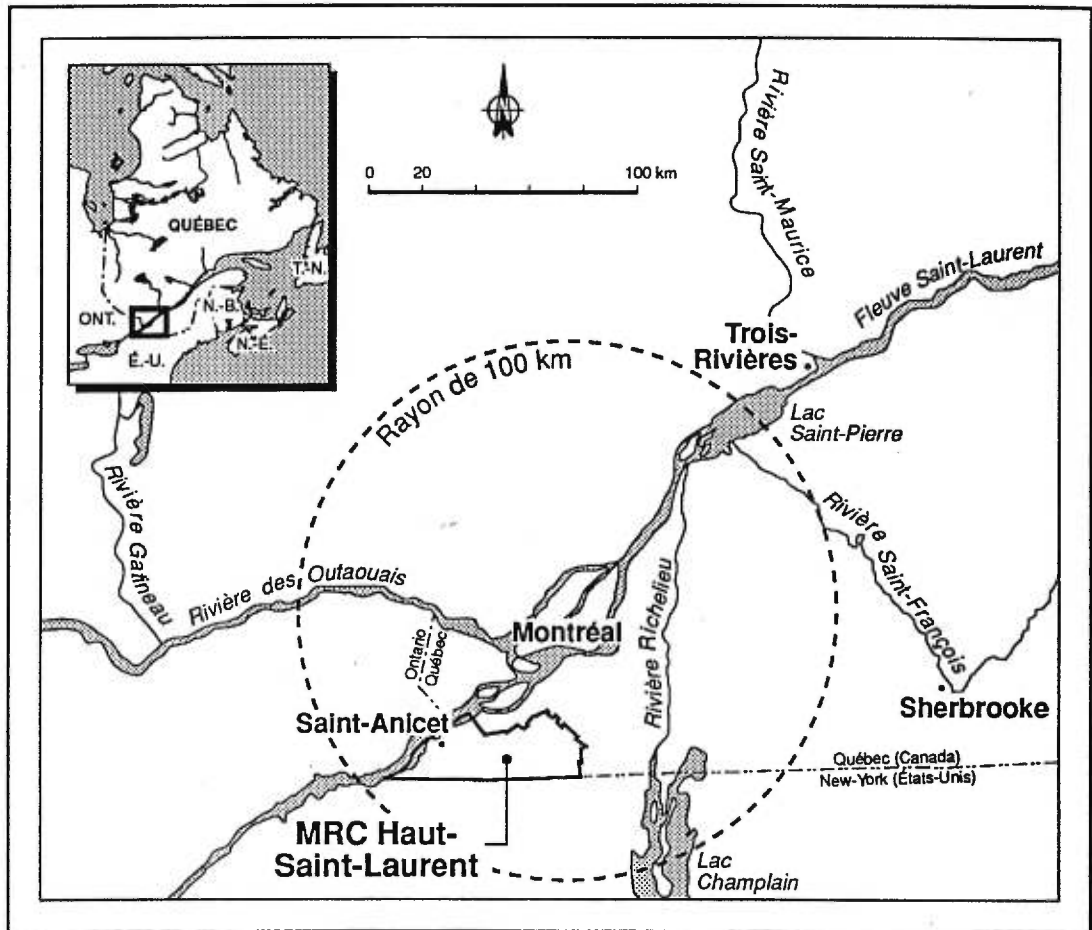 QUÉBEC
T.-N.
ONT.
N.-B.
N.-É.
É.-U.
0 20 100 km
Rivière Saint-Maurice
Fleuve Saint-Laurent
Trois-
Rivières
Rayon de 100 km
Lac
Saint-Pierre
Rivière Gatineau
Rivière des Outaouais
Rivière Saint-François
Montréal
Ontario
Québec
Rivière Richelieu
Saint-Anicet
Sherbrooke
Québec (Canada)
New-York (États-Unis)
MRC Haut-
Saint-Laurent
Lac
Champlain